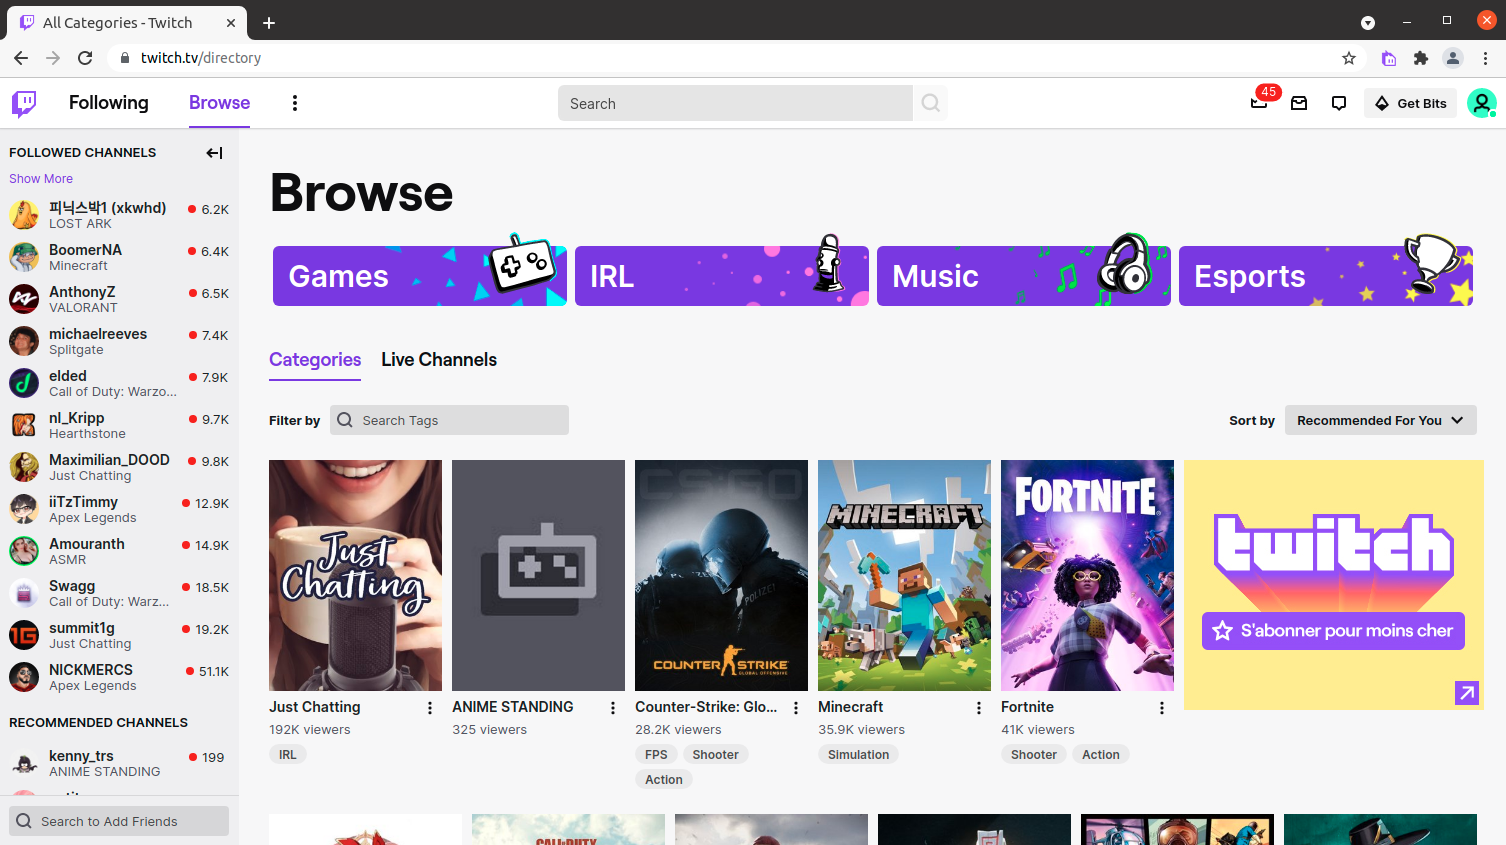 All Categories - Twitch
twitch.tv/directory
Following
Browse
Search
45
Get Bits
FOLLOWED CHANNELS
Show More
피닉스박1 (xkwhd)
6.2K
LOST ARK
BoomerNA
6.4K
Minecraft
AnthonyZ
6.5K
VALORANT
michaelreeves
7.4K
Splitgate
elded
7.9K
Call of Duty: Warzo...
nl_Kripp
9.7K
Hearthstone
Maximilian_DOOD
9.8K
Just Chatting
iiTzTimmy
12.9K
Apex Legends
Amouranth
14.9K
ASMR
Swagg
18.5K
Call of Duty: Warz...
summit1g
19.2K
Just Chatting
NICKMERCS
51.1K
Apex Legends
RECOMMENDED CHANNELS
kenny_trs
199
ANIME STANDING
Search to Add Friends
Browse
Games
IRL
Music
Esports
Categories
Live Channels
Filter by
Search Tags
Sort by
Recommended For You
Just
Chatting
CS:GO
POLIZEI
COUNTER STRIKE
GLOBAL OFFENSIVE
MINECRAFT
FORTNITE
twitch
S'abonner pour moins cher
Just Chatting
192K viewers
IRL
ANIME STANDING
325 viewers
Counter-Strike: Glo...
28.2K viewers
FPS
Shooter
Action
Minecraft
35.9K viewers
Simulation
Fortnite
41K viewers
Shooter
Action